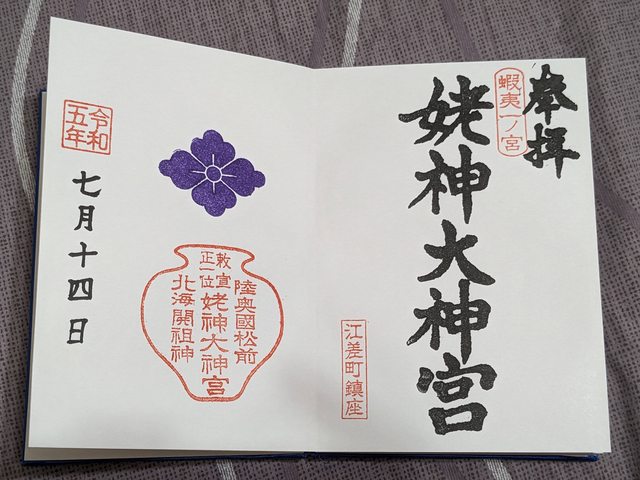 奉拝
蝦夷一ノ宮
姥神大神宮
江差町鎮座
陸奥國松前
敕宣
正一位
姥神大神宮
北海開祖神
令和
五年
七月十四日